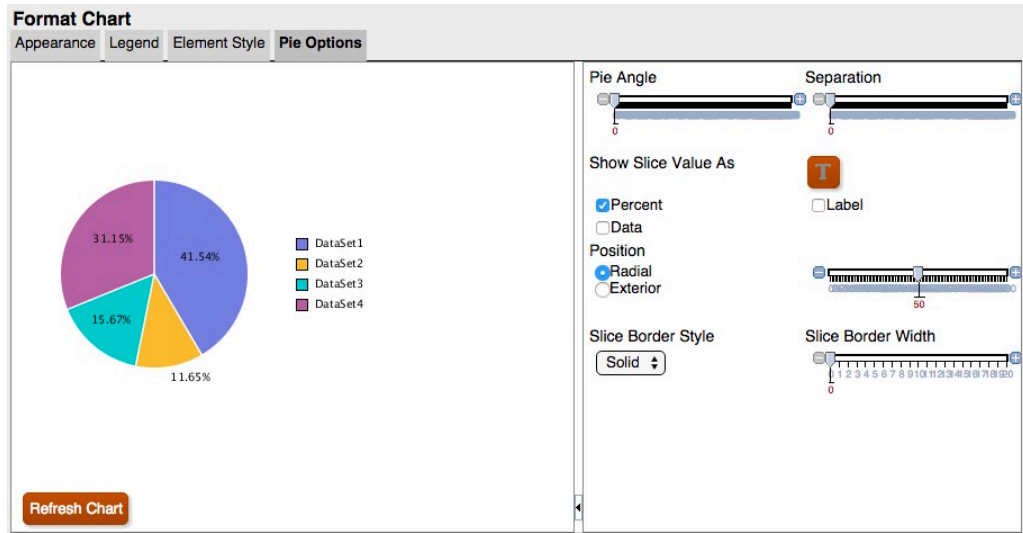 Format Chart
Appearance Legend Element Style Pie Options
Pie Angle Separation
0 0
Show Slice Value As T
Percent Label
Data
Position
Radial
Exterior
50
Slice Border Style Slice Border Width
Solid
0 1 2 3 4 5 6 7 8 9 10 11 12 13 14 15 16 17 18 19 20
0
31.15%
41.54%
15.67%
11.65%
DataSet1
DataSet2
DataSet3
DataSet4
Refresh Chart